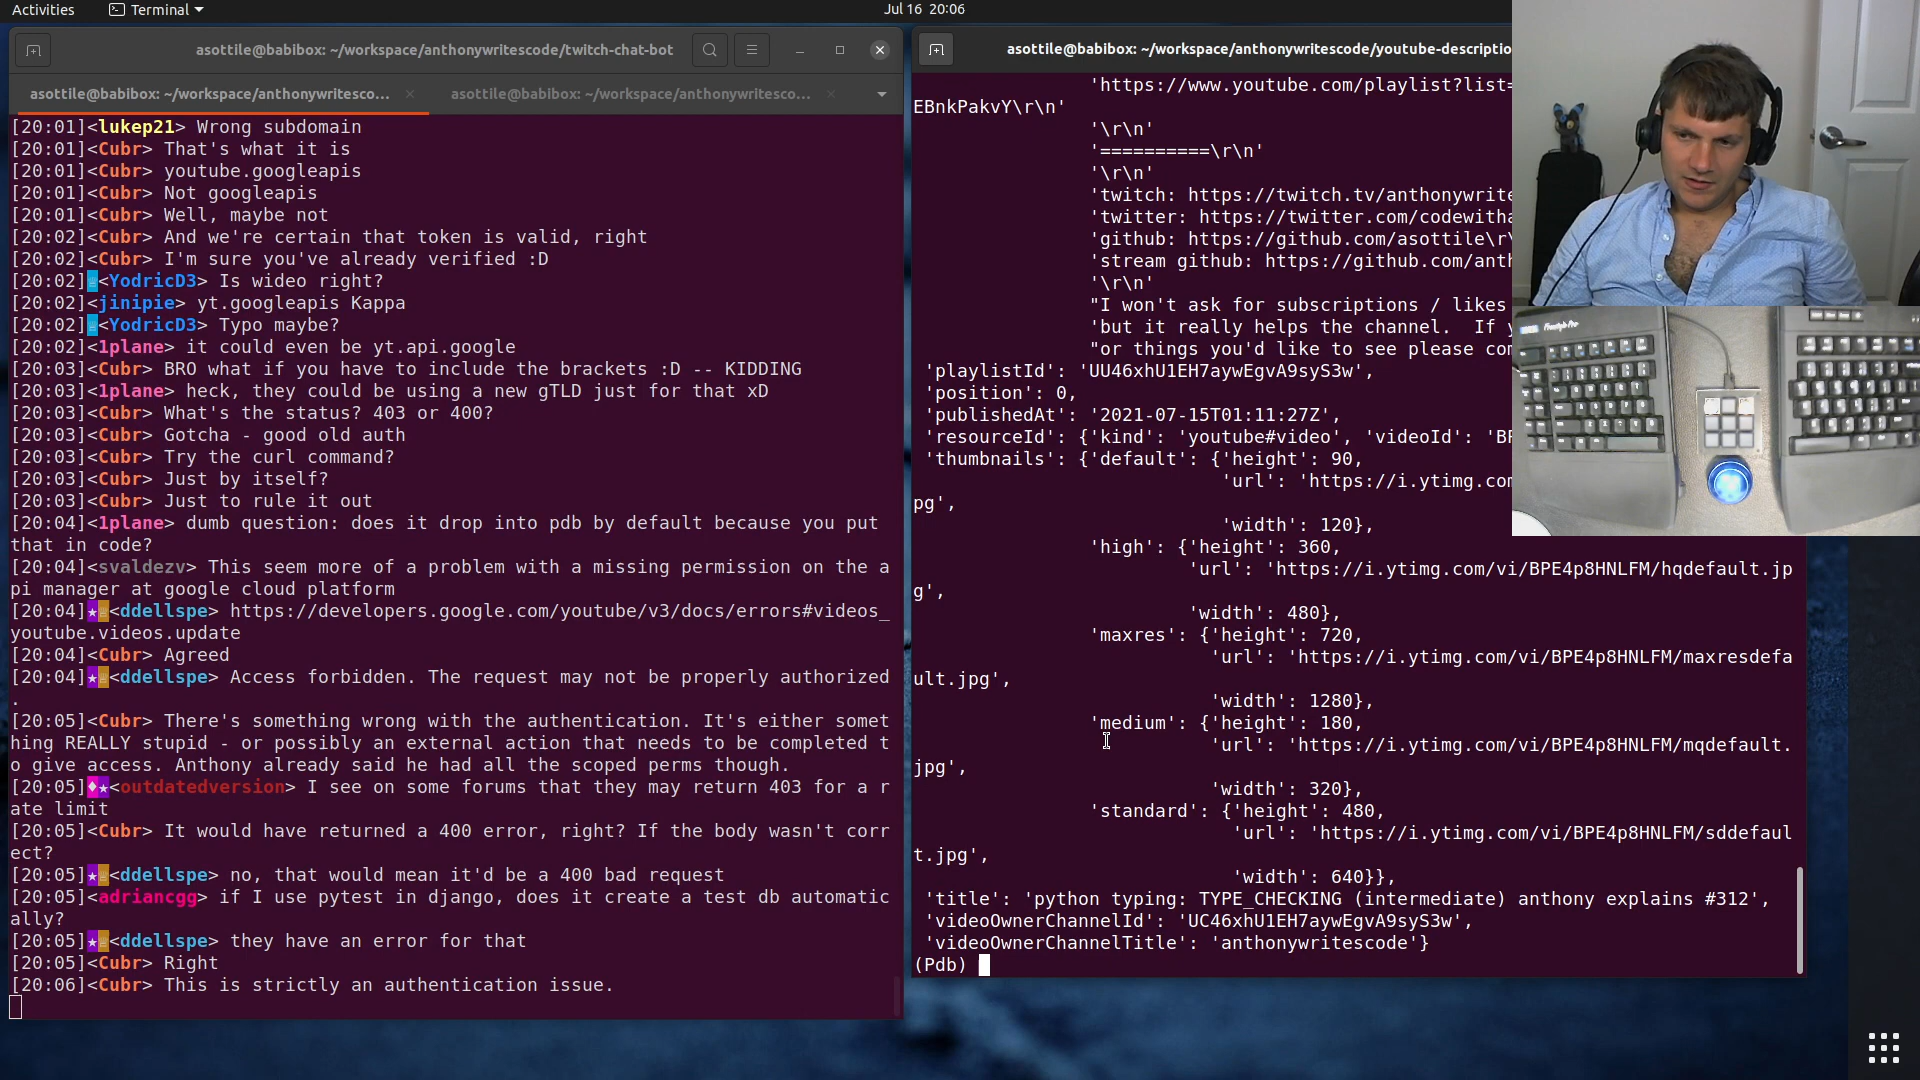 Activities
Terminal
Jul 16 20:06
asottile@babibox: ~/workspace/anthonywritescode/twitch-chat-bot
asottile@babibox: ~/workspace/anthonywritesco...
asottile@babibox: ~/workspace/anthonywritesco...
[20:01]<lukep21> Wrong subdomain
[20:01]<Cubr> That's what it is
[20:01]<Cubr> youtube.googleapis
[20:01]<Cubr> Not googleapis
[20:01]<Cubr> Well, maybe not
[20:02]<Cubr> And we're certain that token is valid, right
[20:02]<Cubr> I'm sure you've already verified :D
[20:02]<YodricD3> Is wideo right?
[20:02]<jinipie> yt.googleapis Kappa
[20:02]<YodricD3> Typo maybe?
[20:02]<1plane> it could even be yt.api.google
[20:03]<Cubr> BRO what if you have to include the brackets :D -- KIDDING
[20:03]<1plane> heck, they could be using a new gTLD just for that xD
[20:03]<Cubr> What's the status? 403 or 400?
[20:03]<Cubr> Gotcha - good old auth
[20:03]<Cubr> Try the curl command?
[20:03]<Cubr> Just by itself?
[20:03]<Cubr> Just to rule it out
[20:04]<1plane> dumb question: does it drop into pdb by default because you put
that in code?
[20:04]<svaldezv> This seem more of a problem with a missing permission on the a
pi manager at google cloud platform
[20:04]<ddellspe> https://developers.google.com/youtube/v3/docs/errors#videos_
youtube.videos.update
[20:04]<Cubr> Agreed
[20:04]<ddellspe> Access forbidden. The request may not be properly authorized
.
[20:05]<Cubr> There's something wrong with the authentication. It's either somet
hing REALLY stupid - or possibly an external action that needs to be completed t
o give access. Anthony already said he had all the scoped perms though.
[20:05]<outdatedversion> I see on some forums that they may return 403 for a r
ate limit
[20:05]<Cubr> It would have returned a 400 error, right? If the body wasn't corr
ect?
[20:05]<ddellspe> no, that would mean it'd be a 400 bad request
[20:05]<adriancgg> if I use pytest in django, does it create a test db automatic
ally?
[20:05]<ddellspe> they have an error for that
[20:05]<Cubr> Right
[20:06]<Cubr> This is strictly an authentication issue.
asottile@babibox: ~/workspace/anthonywritescode/youtube-descriptio
'https://www.youtube.com/playlist?list=
EBnkPakvY\r\n'
'\r\n'
'==========\r\n'
'\r\n'
'twitch: https://twitch.tv/anthonywrite
'twitter: https://twitter.com/codewitha
'github: https://github.com/asottile\r\
'stream github: https://github.com/anth
'\r\n'
"I won't ask for subscriptions / likes
'but it really helps the channel.  If y
"or things you'd like to see please com
'playlistId': 'UU46xhU1EH7aywEgvA9syS3w',
'position': 0,
'publishedAt': '2021-07-15T01:11:27Z',
'resourceId': {'kind': 'youtube#video', 'videoId': 'BP
'thumbnails': {'default': {'height': 90,
'url': 'https://i.ytimg.com
pg',
'width': 120},
'high': {'height': 360,
'url': 'https://i.ytimg.com/vi/BPE4p8HNLFM/hqdefault.jp
g',
'width': 480},
'maxres': {'height': 720,
'url': 'https://i.ytimg.com/vi/BPE4p8HNLFM/maxresdefa
ult.jpg',
'width': 1280},
'medium': {'height': 180,
'url': 'https://i.ytimg.com/vi/BPE4p8HNLFM/mqdefault.
jpg',
'width': 320},
'standard': {'height': 480,
'url': 'https://i.ytimg.com/vi/BPE4p8HNLFM/sddefaul
t.jpg',
'width': 640}},
'title': 'python typing: TYPE_CHECKING (intermediate) anthony explains #312',
'videoOwnerChannelId': 'UC46xhU1EH7aywEgvA9syS3w',
'videoOwnerChannelTitle': 'anthonywritescode'}
(Pdb)
Freestyle Pro